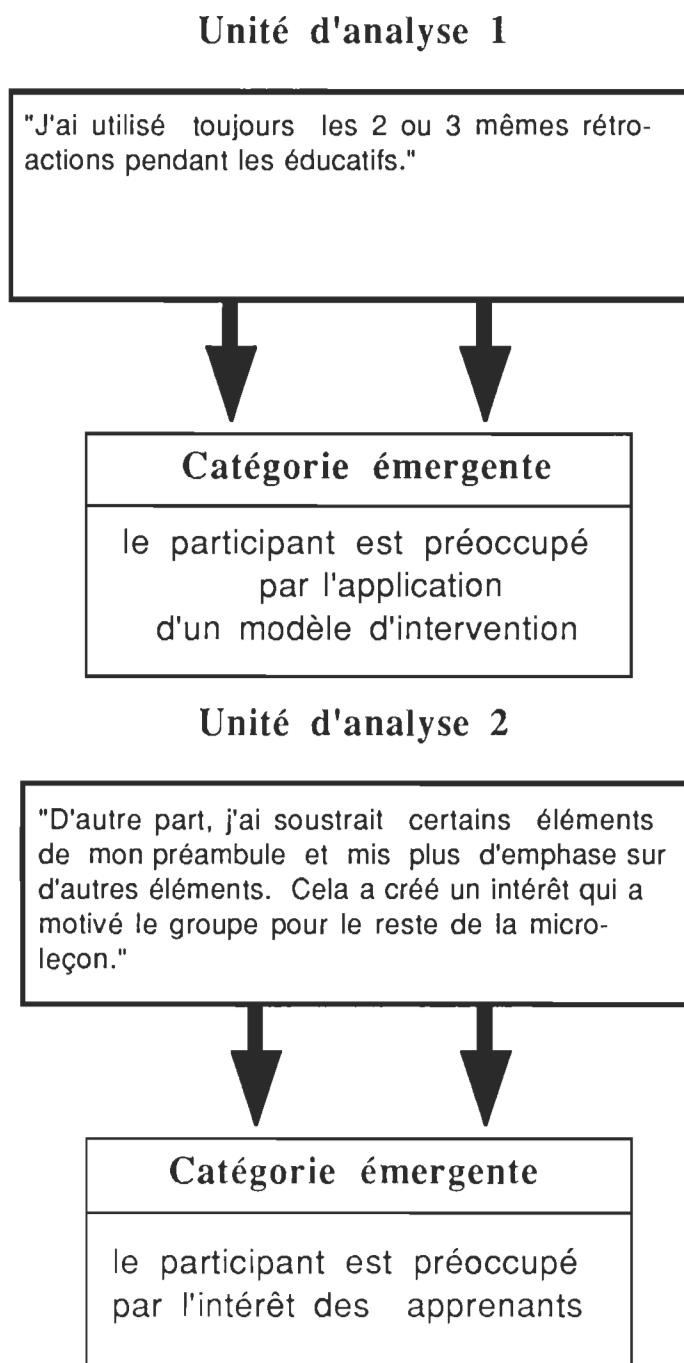 Unité d'analyse 1
"J'ai utilisé toujours les 2 ou 3 mêmes rétro-
actions pendant les éducatifs."
Catégorie émergente
le participant est préoccupé
par l'application
d'un modèle d'intervention
Unité d'analyse 2
"D'autre part, j'ai soustrait certains éléments
de mon préambule et mis plus d'emphase sur
d'autres éléments. Cela a créé un intérêt qui a
motivé le groupe pour le reste de la micro-
leçon."
Catégorie émergente
le participant est préoccupé
par l'intérêt des apprenants